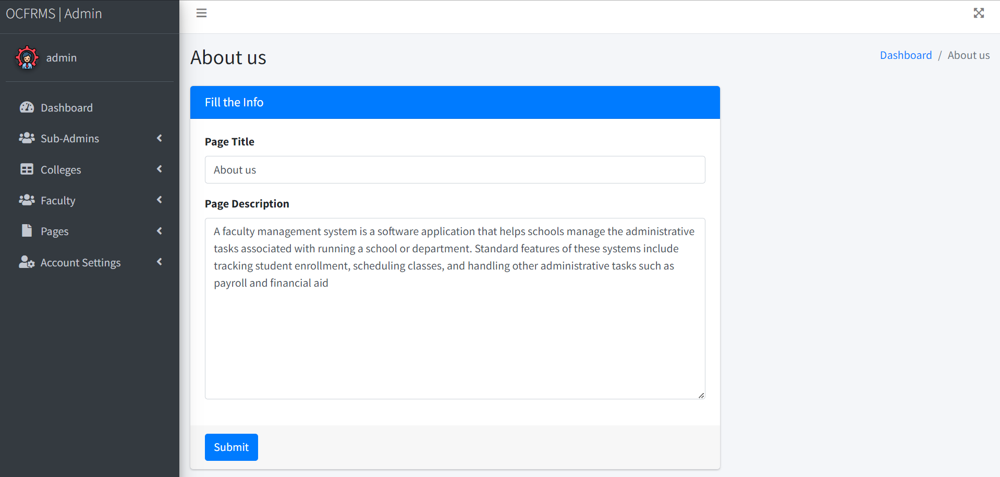 OCFRMS | Admin
admin
Dashboard
Sub-Admins
Colleges
Faculty
Pages
Account Settings
About us
Dashboard / About us
Fill the Info
Page Title
About us
Page Description
A faculty management system is a software application that helps schools manage the administrative
tasks associated with running a school or department. Standard features of these systems include
tracking student enrollment, scheduling classes, and handling other administrative tasks such as
payroll and financial aid
Submit